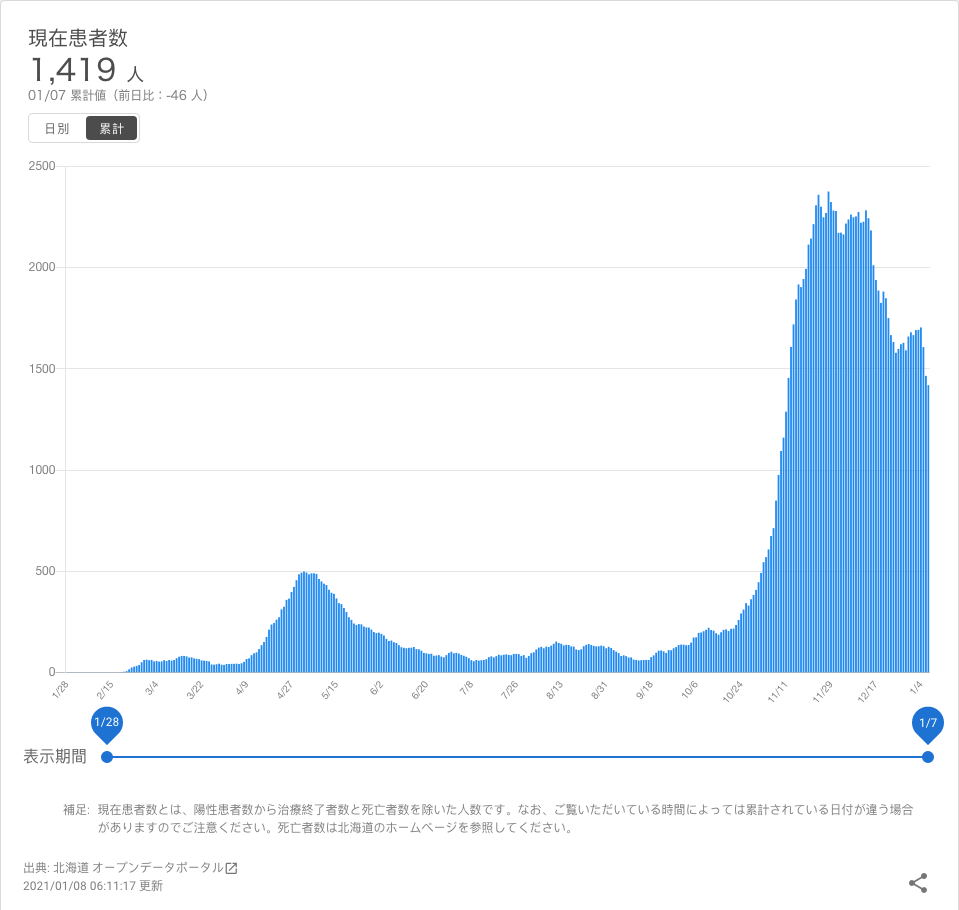 現在患者数
1,419 人
01/07 累計値（前日比：-46 人）
日別 累計
2500
2000
1500
1000
500
0
1/28 2/15 3/4 3/22 4/9 4/27 5/15 6/2 6/20 7/8 7/26 8/13 8/31 9/18 10/6 10/24 11/11 11/29 12/17 1/4
1/28 1/7
表示期間
補足: 現在患者数とは、陽性患者数から治療終了者数と死亡者数を除いた人数です。なお、ご覧いただいている時間によっては累計されている日付が違う場合
がありますのでご注意ください。死亡者数は北海道のホームページを参照してください。
出典: 北海道 オープンデータポータル
2021/01/08 06:11:17 更新